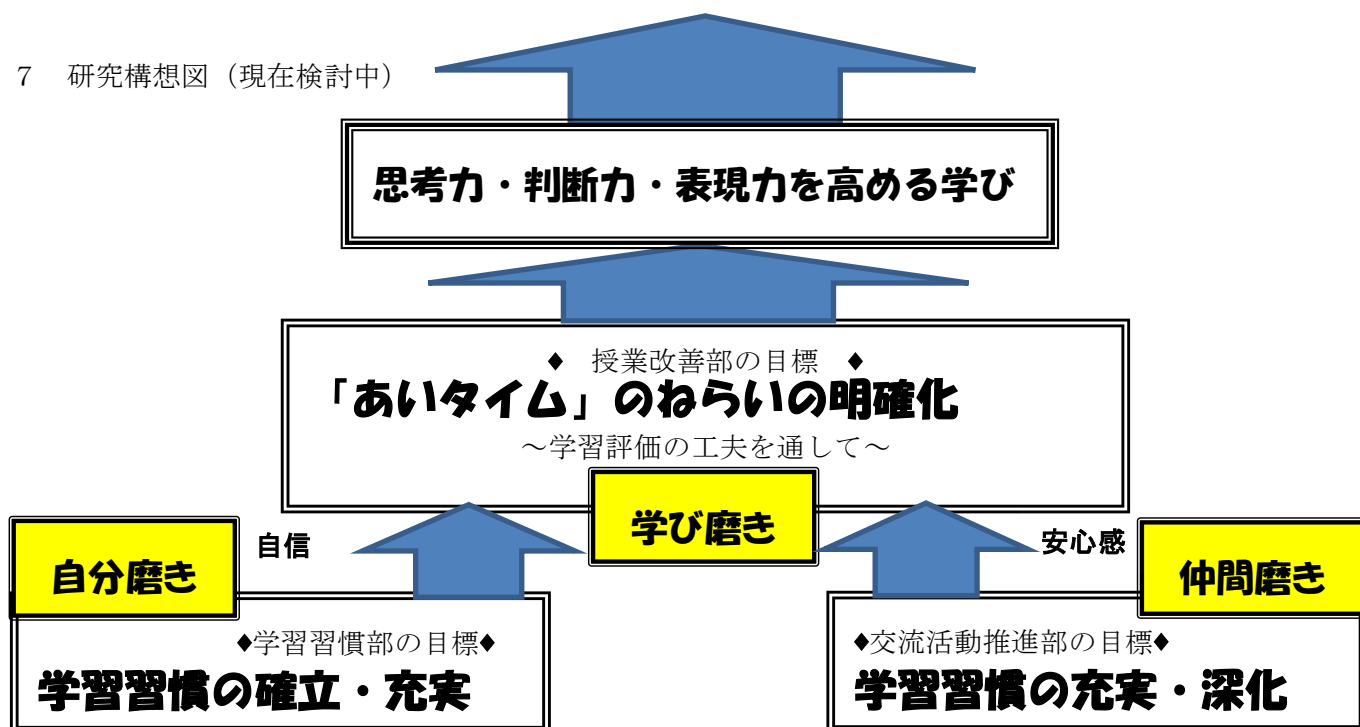 7　研究構想図（現在検討中）
思考力・判断力・表現力を高める学び
♦　授業改善部の目標　♦
「あいタイム」のねらいの明確化
～学習評価の工夫を通して～
学び磨き
自信
安心感
自分磨き
仲間磨き
♦学習習慣部の目標♦
学習習慣の確立・充実
♦交流活動推進部の目標♦
学習習慣の充実・深化